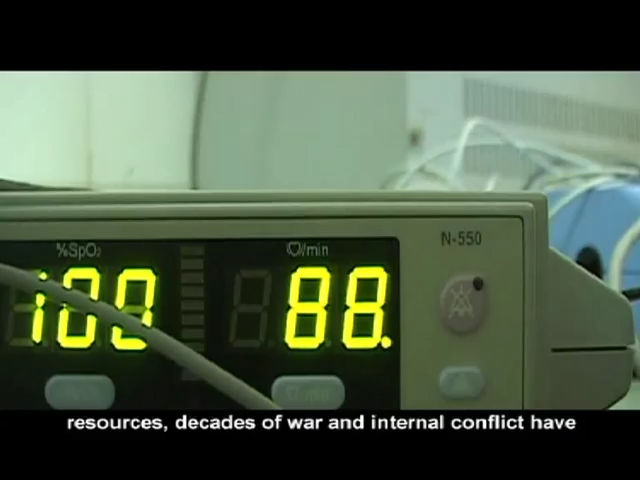 N-550
%SpO₂
♡/min
100
88.
resources, decades of war and internal conflict have